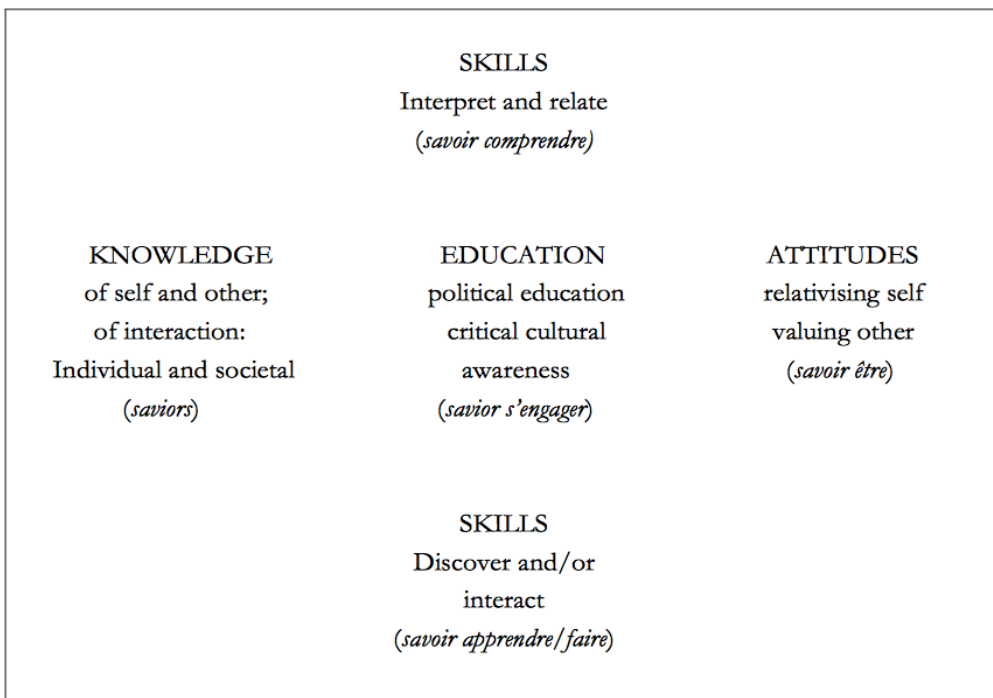 SKILLS
Interpret and relate
(savoir comprendre)
KNOWLEDGE
of self and other;
of interaction:
Individual and societal
(saviors)
EDUCATION
political education
critical cultural
awareness
(savior s'engager)
ATTITUDES
relativising self
valuing other
(savoir être)
SKILLS
Discover and/or
interact
(savoir apprendre/faire)